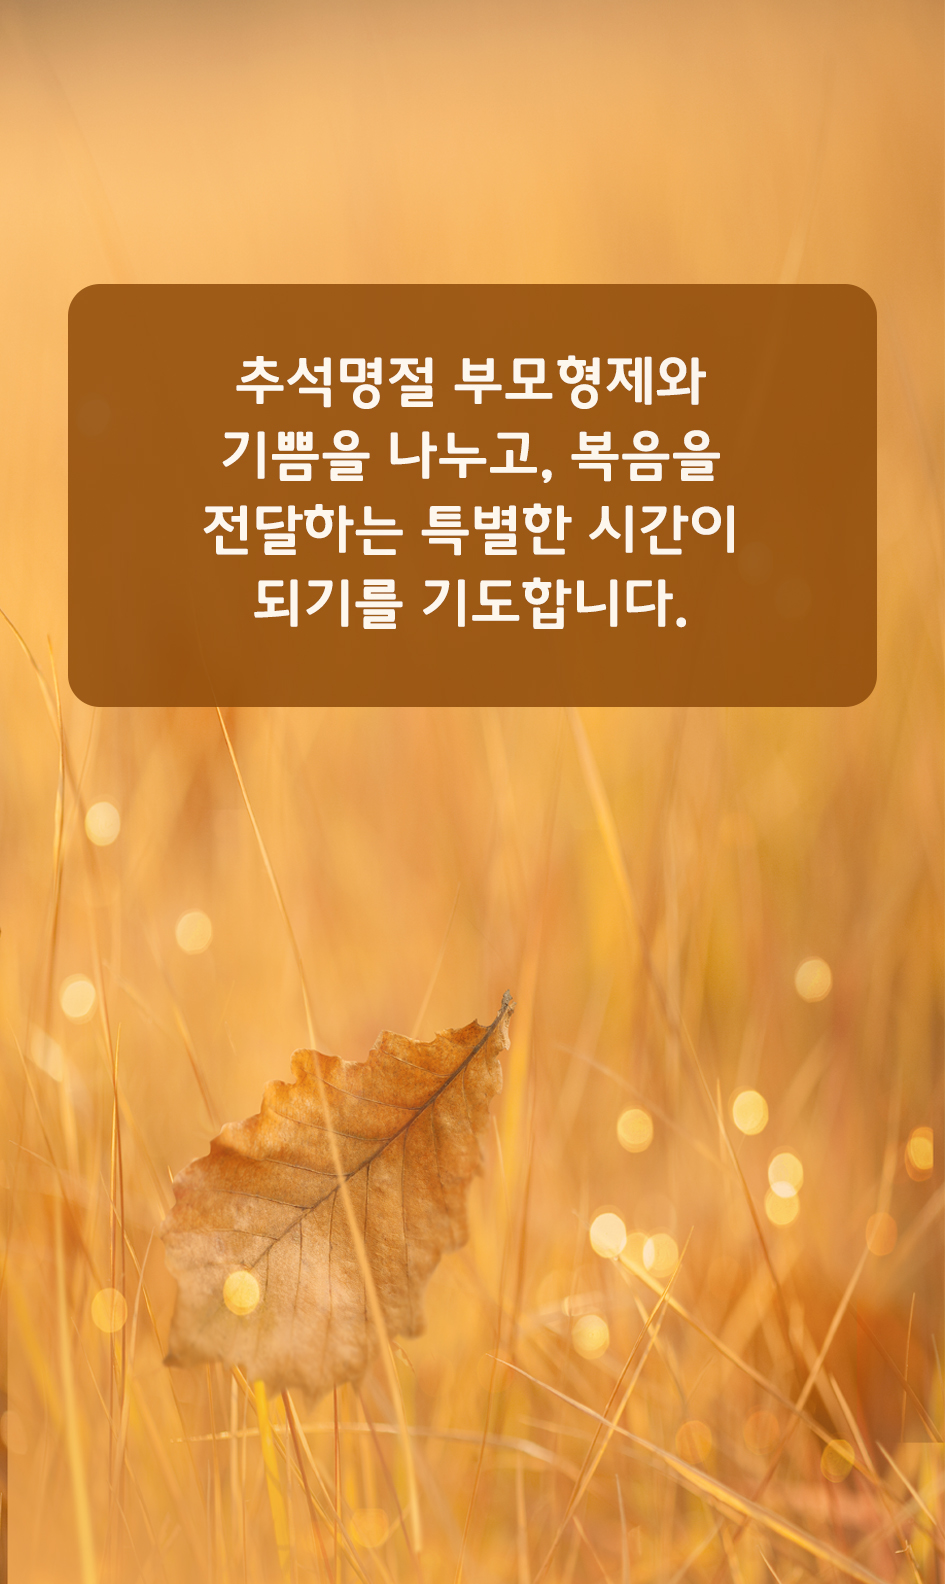 추석명절 부모형제와
기쁨을 나누고, 복음을
전달하는 특별한 시간이
되기를 기도합니다.